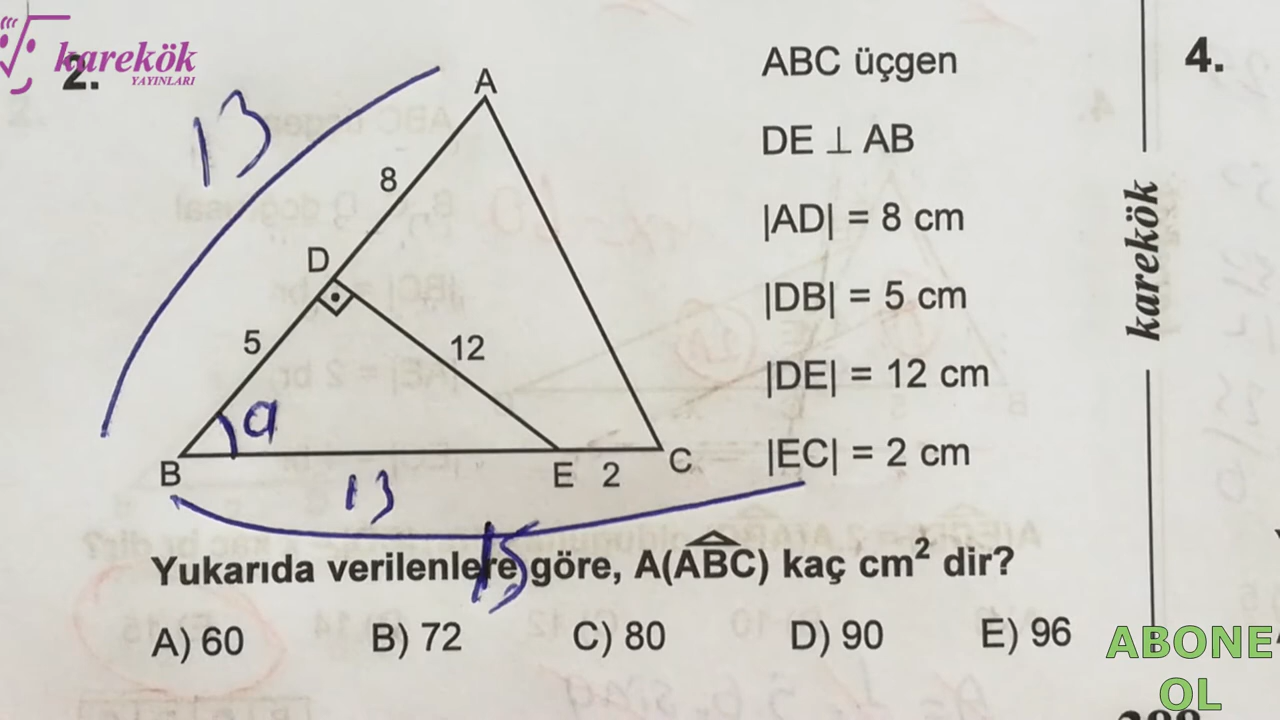 karekök
YAYINLARI
2.
13
A
8
D
5
12
a
B
E
2
C
13
15
ABC üçgen
DE ⊥ AB
|AD| = 8 cm
|DB| = 5 cm
|DE| = 12 cm
|EC| = 2 cm
Yukarıda verilenlere göre, A(ABC) kaç cm² dir?
A) 60 B) 72 C) 80 D) 90 E) 96
karekök
4.
ABONE
OL